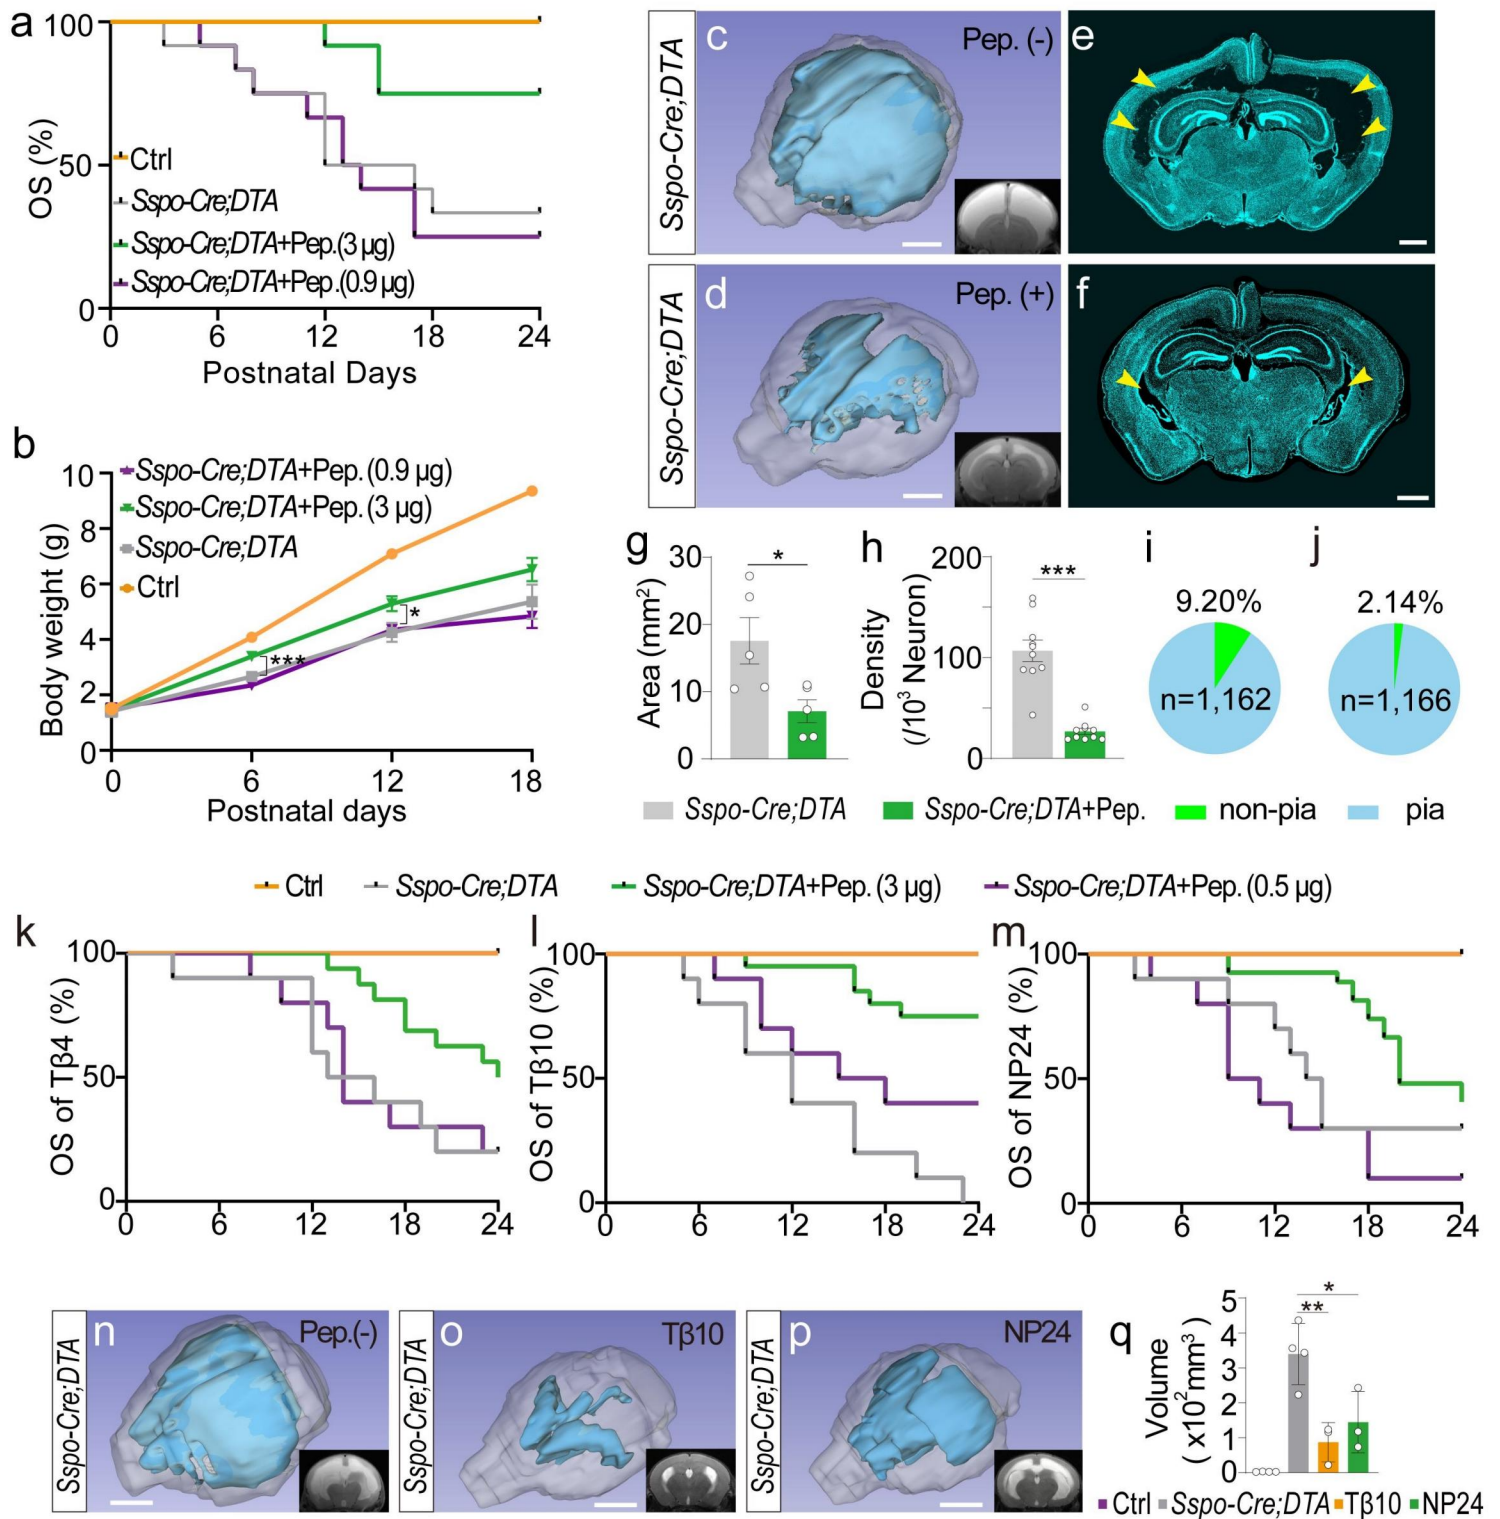 a
OS (%)
100
50
0
Ctrl
Sspo-Cre;DTA
Sspo-Cre;DTA+Pep.(3 µg)
Sspo-Cre;DTA+Pep.(0.9 µg)
0 6 12 18 24
Postnatal Days
b
Body weight (g)
10
8
6
4
2
0
Sspo-Cre;DTA+Pep. (0.9 µg)
Sspo-Cre;DTA+Pep. (3 µg)
Sspo-Cre;DTA
Ctrl
***
*
0 6 12 18
Postnatal days
Sspo-Cre;DTA
c
Pep. (-)
e
Sspo-Cre;DTA
d
Pep. (+)
f
g
Area (mm²)
30
20
10
0
*
h
Density
(/10³ Neuron)
200
100
0
***
i
9.20%
n=1,162
j
2.14%
n=1,166
Sspo-Cre;DTA
Sspo-Cre;DTA+Pep.
non-pia
pia
Ctrl
Sspo-Cre;DTA
Sspo-Cre;DTA+Pep. (3 µg)
Sspo-Cre;DTA+Pep. (0.5 µg)
k
OS of Tβ4 (%)
100
50
0
0 6 12 18 24
l
OS of Tβ10 (%)
100
50
0
0 6 12 18 24
m
OS of NP24 (%)
100
50
0
0 6 12 18 24
Sspo-Cre;DTA
n
Pep.(-)
Sspo-Cre;DTA
o
Tβ10
Sspo-Cre;DTA
p
NP24
q
Volume
(x10²mm³)
5
4
3
2
1
0
*
**
Ctrl
Sspo-Cre;DTA
Tβ10
NP24